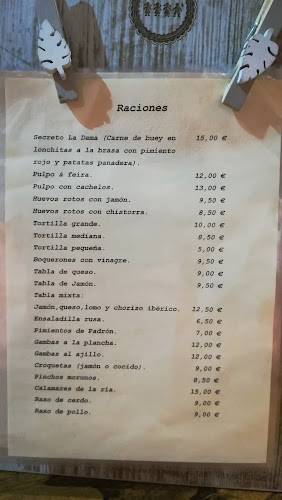 Raciones
Secreto La Dama (Carne de buey en 15,00 €
lonchitas a la brasa con pimiento
rojo y patatas panadera).
Pulpo á feira. 12,00 €
Pulpo con cachelos. 13,00 €
Huevos rotos con jamón. 9,50 €
Huevos rotos con chistorra. 8,50 €
Tortilla grande. 10,00 €
Tortilla mediana. 8,50 €
Tortilla pequeña. 5,00 €
Boquerones con vinagre. 9,50 €
Tabla de queso. 9,00 €
Tabla de Jamón. 9,50 €
Tabla mixta:
Jamón,queso,lomo y chorizo ibérico. 12,50 €
Ensaladilla rusa. 6,50 €
Pimientos de Padrón. 7,00 €
Gambas a la plancha. 12,00 €
Gambas al ajillo. 12,00 €
Croquetas (jamón o cocido). 9,00 €
Pinchos morunos. 8,50 €
Calamares de la ría. 15,00 €
Raxo de cerdo. 9,00 €
Raxo de pollo. 9,00 €